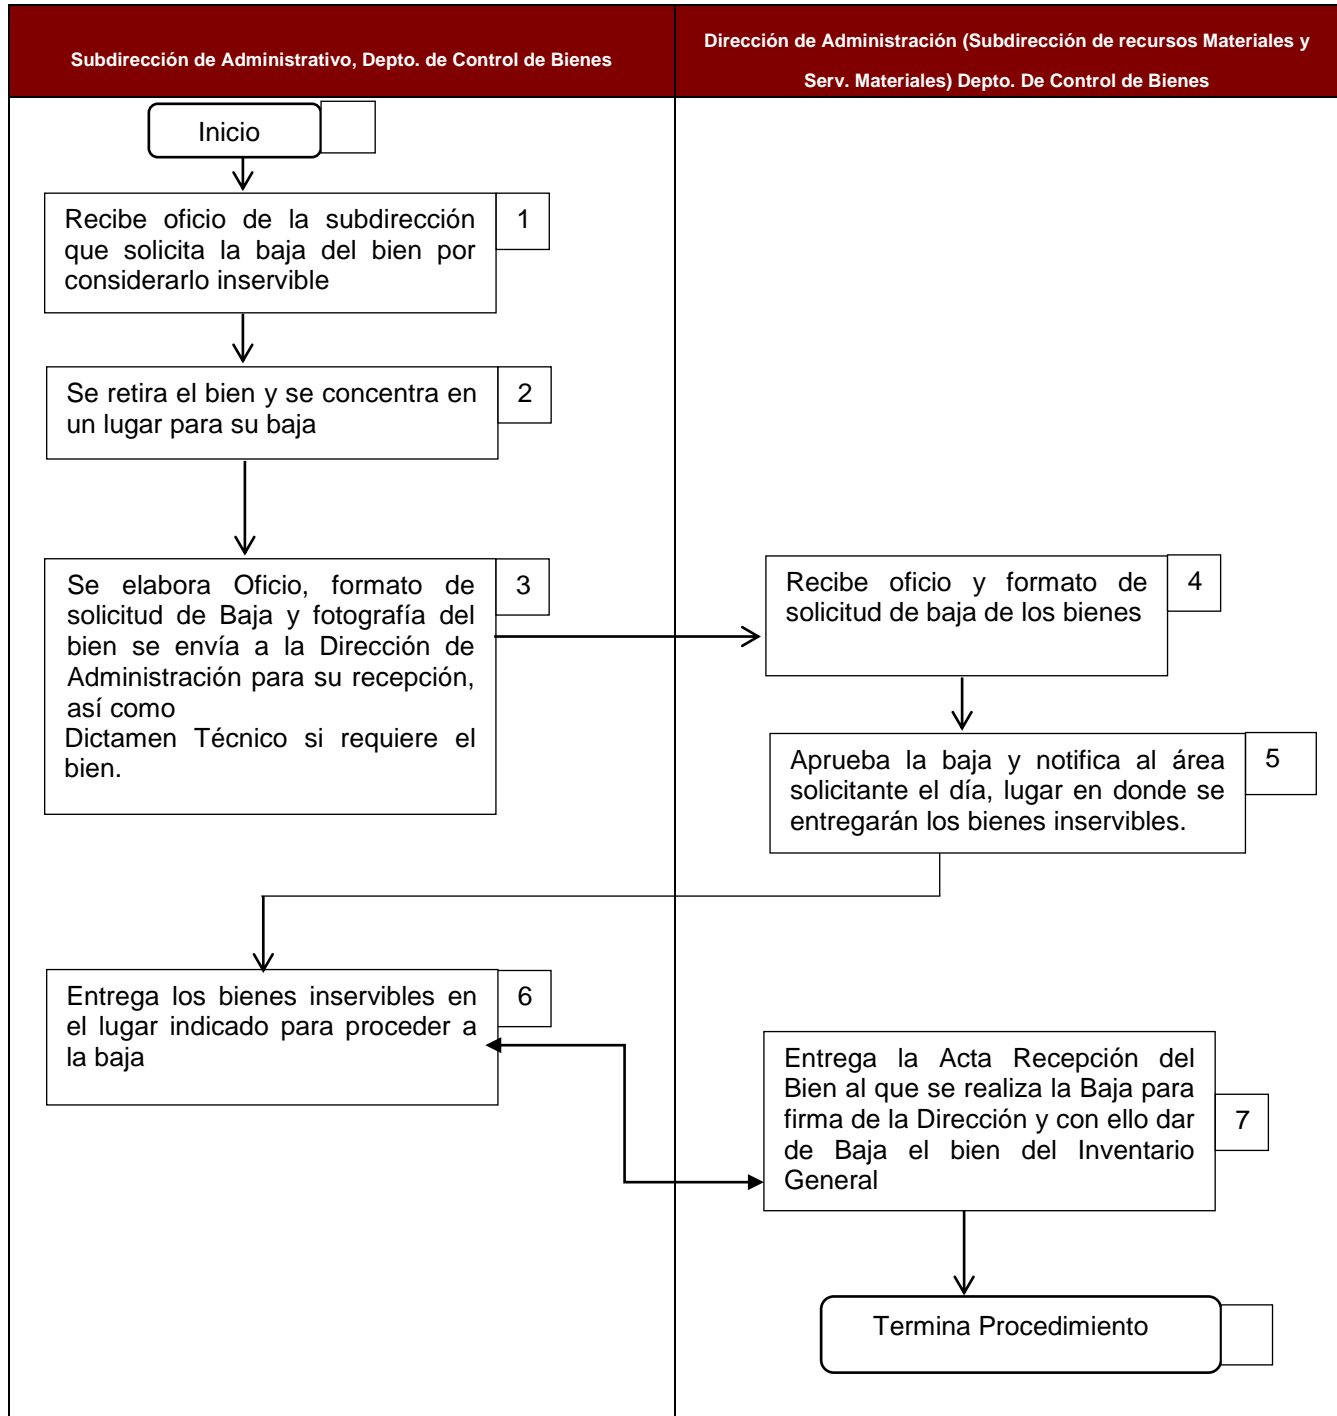 Subdirección de Administrativo, Depto. de Control de Bienes
Dirección de Administración (Subdirección de recursos Materiales y
Serv. Materiales) Depto. De Control de Bienes
Inicio
Recibe oficio de la subdirección
que solicita la baja del bien por
considerarlo inservible
1
Se retira el bien y se concentra en
un lugar para su baja
2
Se elabora Oficio, formato de
solicitud de Baja y fotografía del
bien se envía a la Dirección de
Administración para su recepción,
así como
Dictamen Técnico si requiere el
bien.
3
Recibe oficio y formato de
solicitud de baja de los bienes
4
Aprueba la baja y notifica al área
solicitante el día, lugar en donde se
entregarán los bienes inservibles.
5
Entrega los bienes inservibles en
el lugar indicado para proceder a
la baja
6
Entrega la Acta Recepción del
Bien al que se realiza la Baja para
firma de la Dirección y con ello dar
de Baja el bien del Inventario
General
7
Termina Procedimiento